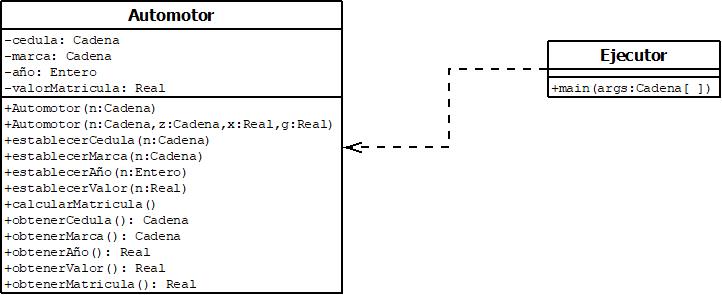 Automotor
-cedula: Cadena
-marca: Cadena
-año: Entero
-valorMatricula: Real
+Automotor(n:Cadena)
+Automotor(n:Cadena,z:Cadena,x:Real,g:Real)
+establecerCedula(n:Cadena)
+establecerMarca(n:Cadena)
+establecerAño(n:Entero)
+establecerValor(n:Real)
+calcularMatricula()
+obtenerCedula(): Cadena
+obtenerMarca(): Cadena
+obtenerAño(): Real
+obtenerValor(): Real
+obtenerMatricula(): Real
Ejecutor
+main(args:Cadena[ ])